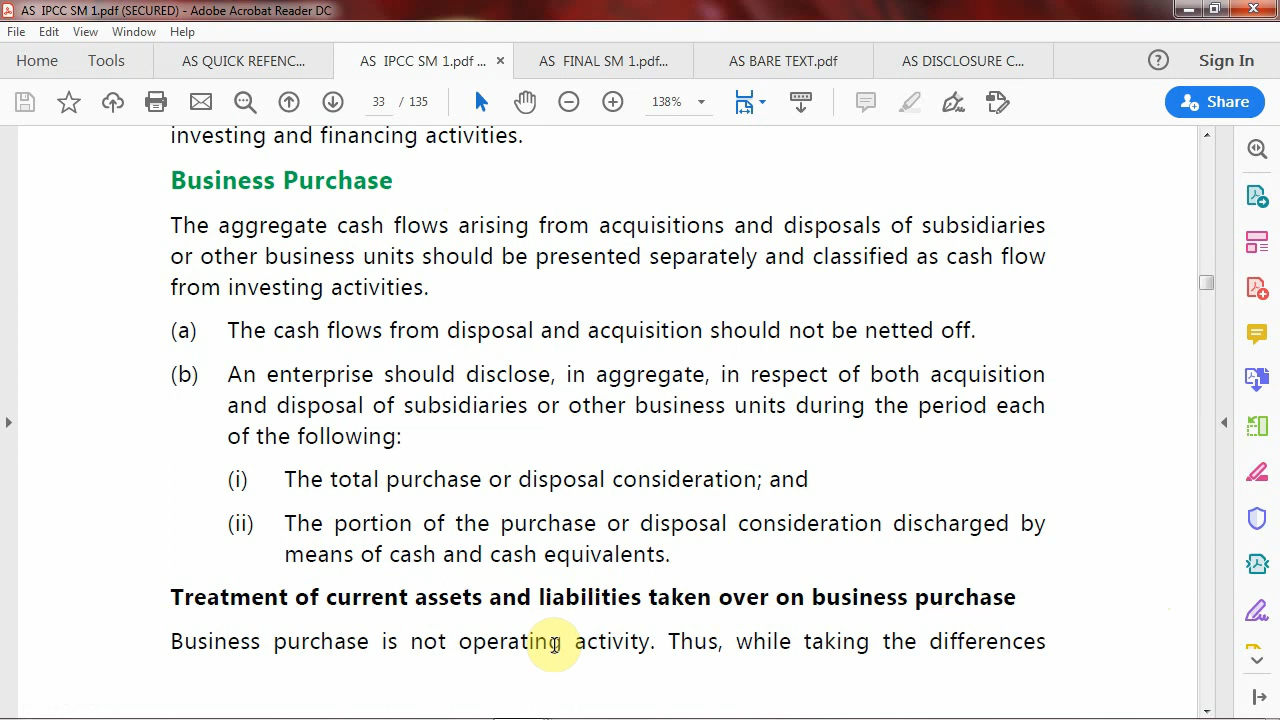 AS IPCC SM 1.pdf (SECURED) - Adobe Acrobat Reader DC
File Edit View Window Help
Home Tools AS QUICK REFENC... AS IPCC SM 1.pdf ... × AS FINAL SM 1.pdf... AS BARE TEXT.pdf AS DISCLOSURE C... Sign In
33 / 135 138% Share
investing and financing activities.
Business Purchase
The aggregate cash flows arising from acquisitions and disposals of subsidiaries
or other business units should be presented separately and classified as cash flow
from investing activities.
(a) The cash flows from disposal and acquisition should not be netted off.
(b) An enterprise should disclose, in aggregate, in respect of both acquisition
and disposal of subsidiaries or other business units during the period each
of the following:
(i) The total purchase or disposal consideration; and
(ii) The portion of the purchase or disposal consideration discharged by
means of cash and cash equivalents.
Treatment of current assets and liabilities taken over on business purchase
Business purchase is not operating activity. Thus, while taking the differences